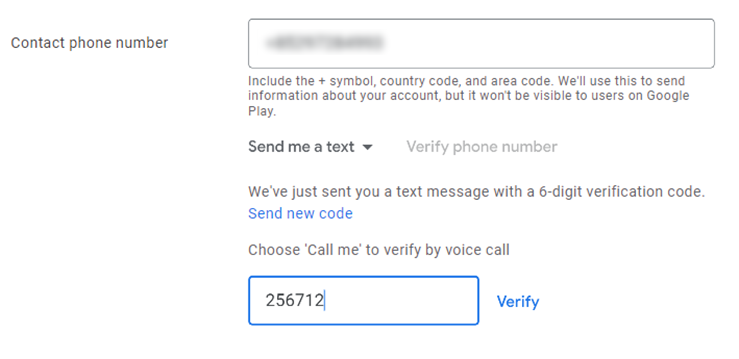 Contact phone number
Include the + symbol, country code, and area code. We'll use this to send
information about your account, but it won't be visible to users on Google
Play.
Send me a text Verify phone number
We've just sent you a text message with a 6-digit verification code.
Send new code
Choose 'Call me' to verify by voice call
256712 Verify